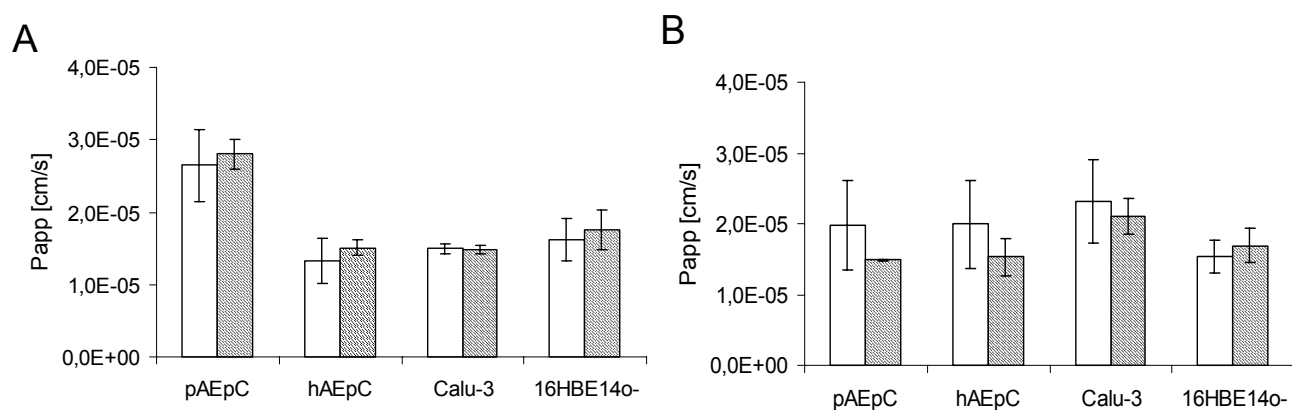 A
4,0E-05
3,0E-05
2,0E-05
1,0E-05
0,0E+00
Papp [cm/s]
pAEpC hAEpC Calu-3 16HBE14o-
B
4,0E-05
3,0E-05
2,0E-05
1,0E-05
0,0E+00
Papp [cm/s]
pAEpC hAEpC Calu-3 16HBE14o-